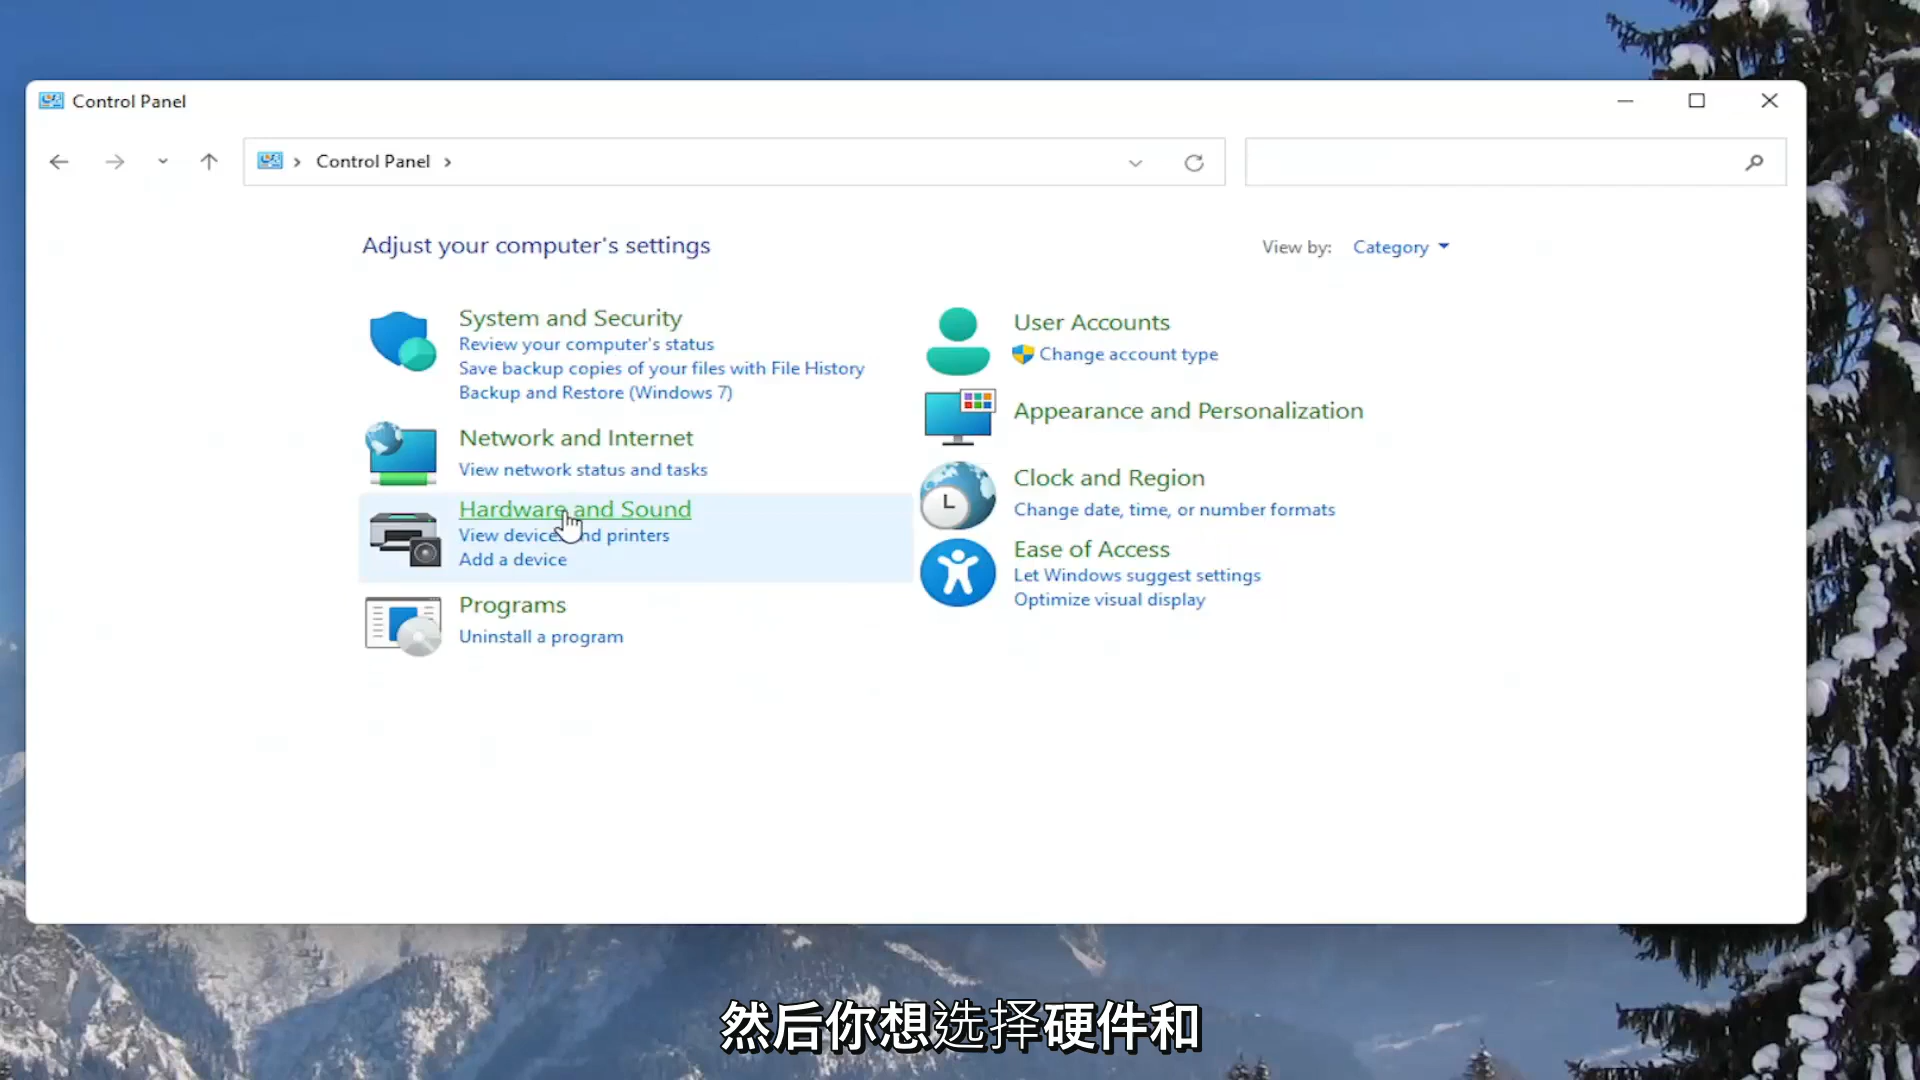 Control Panel
Control Panel
Adjust your computer's settings
View by: Category
System and Security
Review your computer's status
Save backup copies of your files with File History
Backup and Restore (Windows 7)
Network and Internet
View network status and tasks
Hardware and Sound
View devices and printers
Add a device
Programs
Uninstall a program
User Accounts
Change account type
Appearance and Personalization
Clock and Region
Change date, time, or number formats
Ease of Access
Let Windows suggest settings
Optimize visual display
然后你想选择硬件和